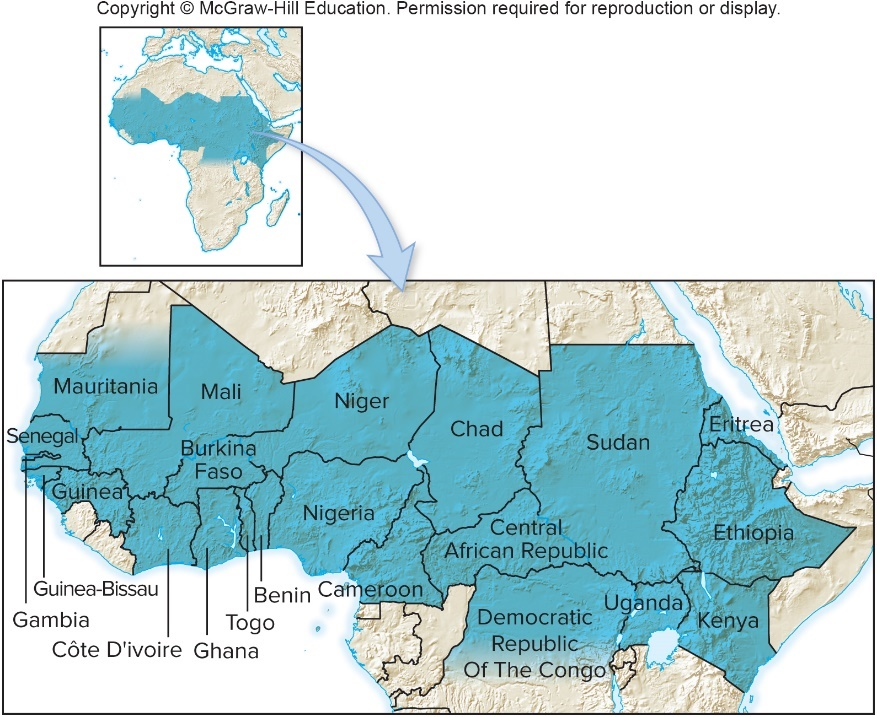 Copyright © McGraw-Hill Education. Permission required for reproduction or display.
Mauritania
Mali
Niger
Chad
Sudan
Eritrea
Senegal
Burkina
Faso
Guinea
Nigeria
Central
African Republic
Ethiopia
Guinea-Bissau
Gambia
Côte D'ivoire
Ghana
Togo
Benin
Cameroon
Democratic
Republic
Of The Congo
Uganda
Kenya